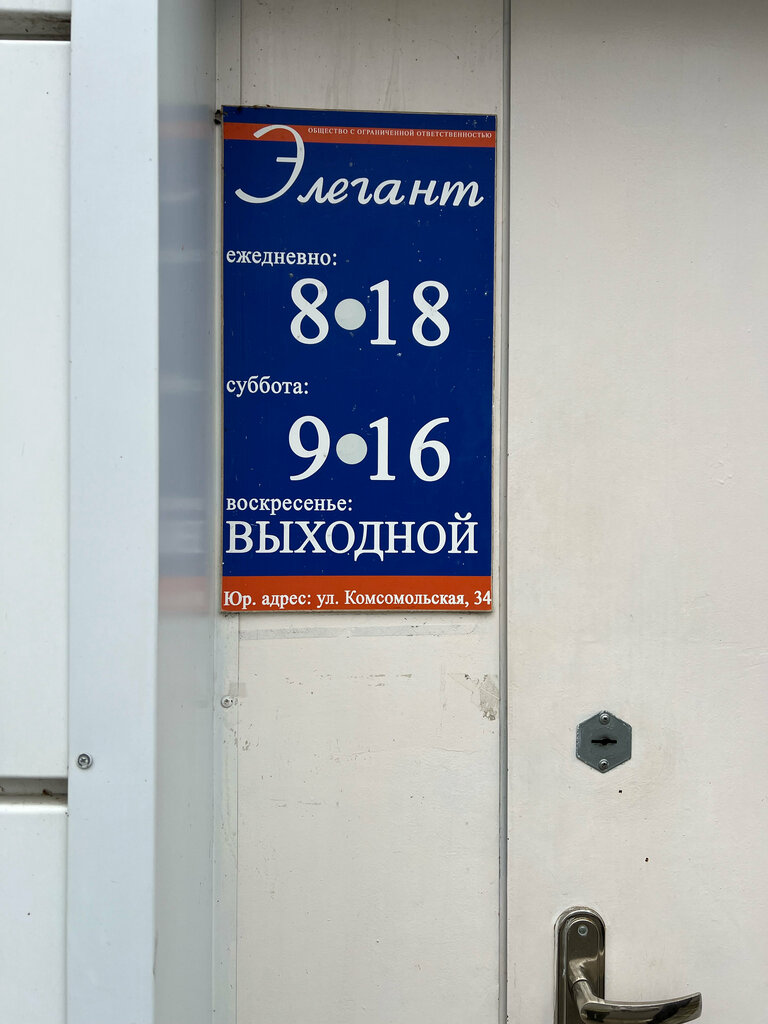 ОБЩЕСТВО С ОГРАНИЧЕННОЙ ОТВЕТСТВЕННОСТЬЮ
Элегант
ежедневно:
8•18
суббота:
9•16
воскресенье:
ВЫХОДНОЙ
Юр. адрес: ул. Комсомольская, 34